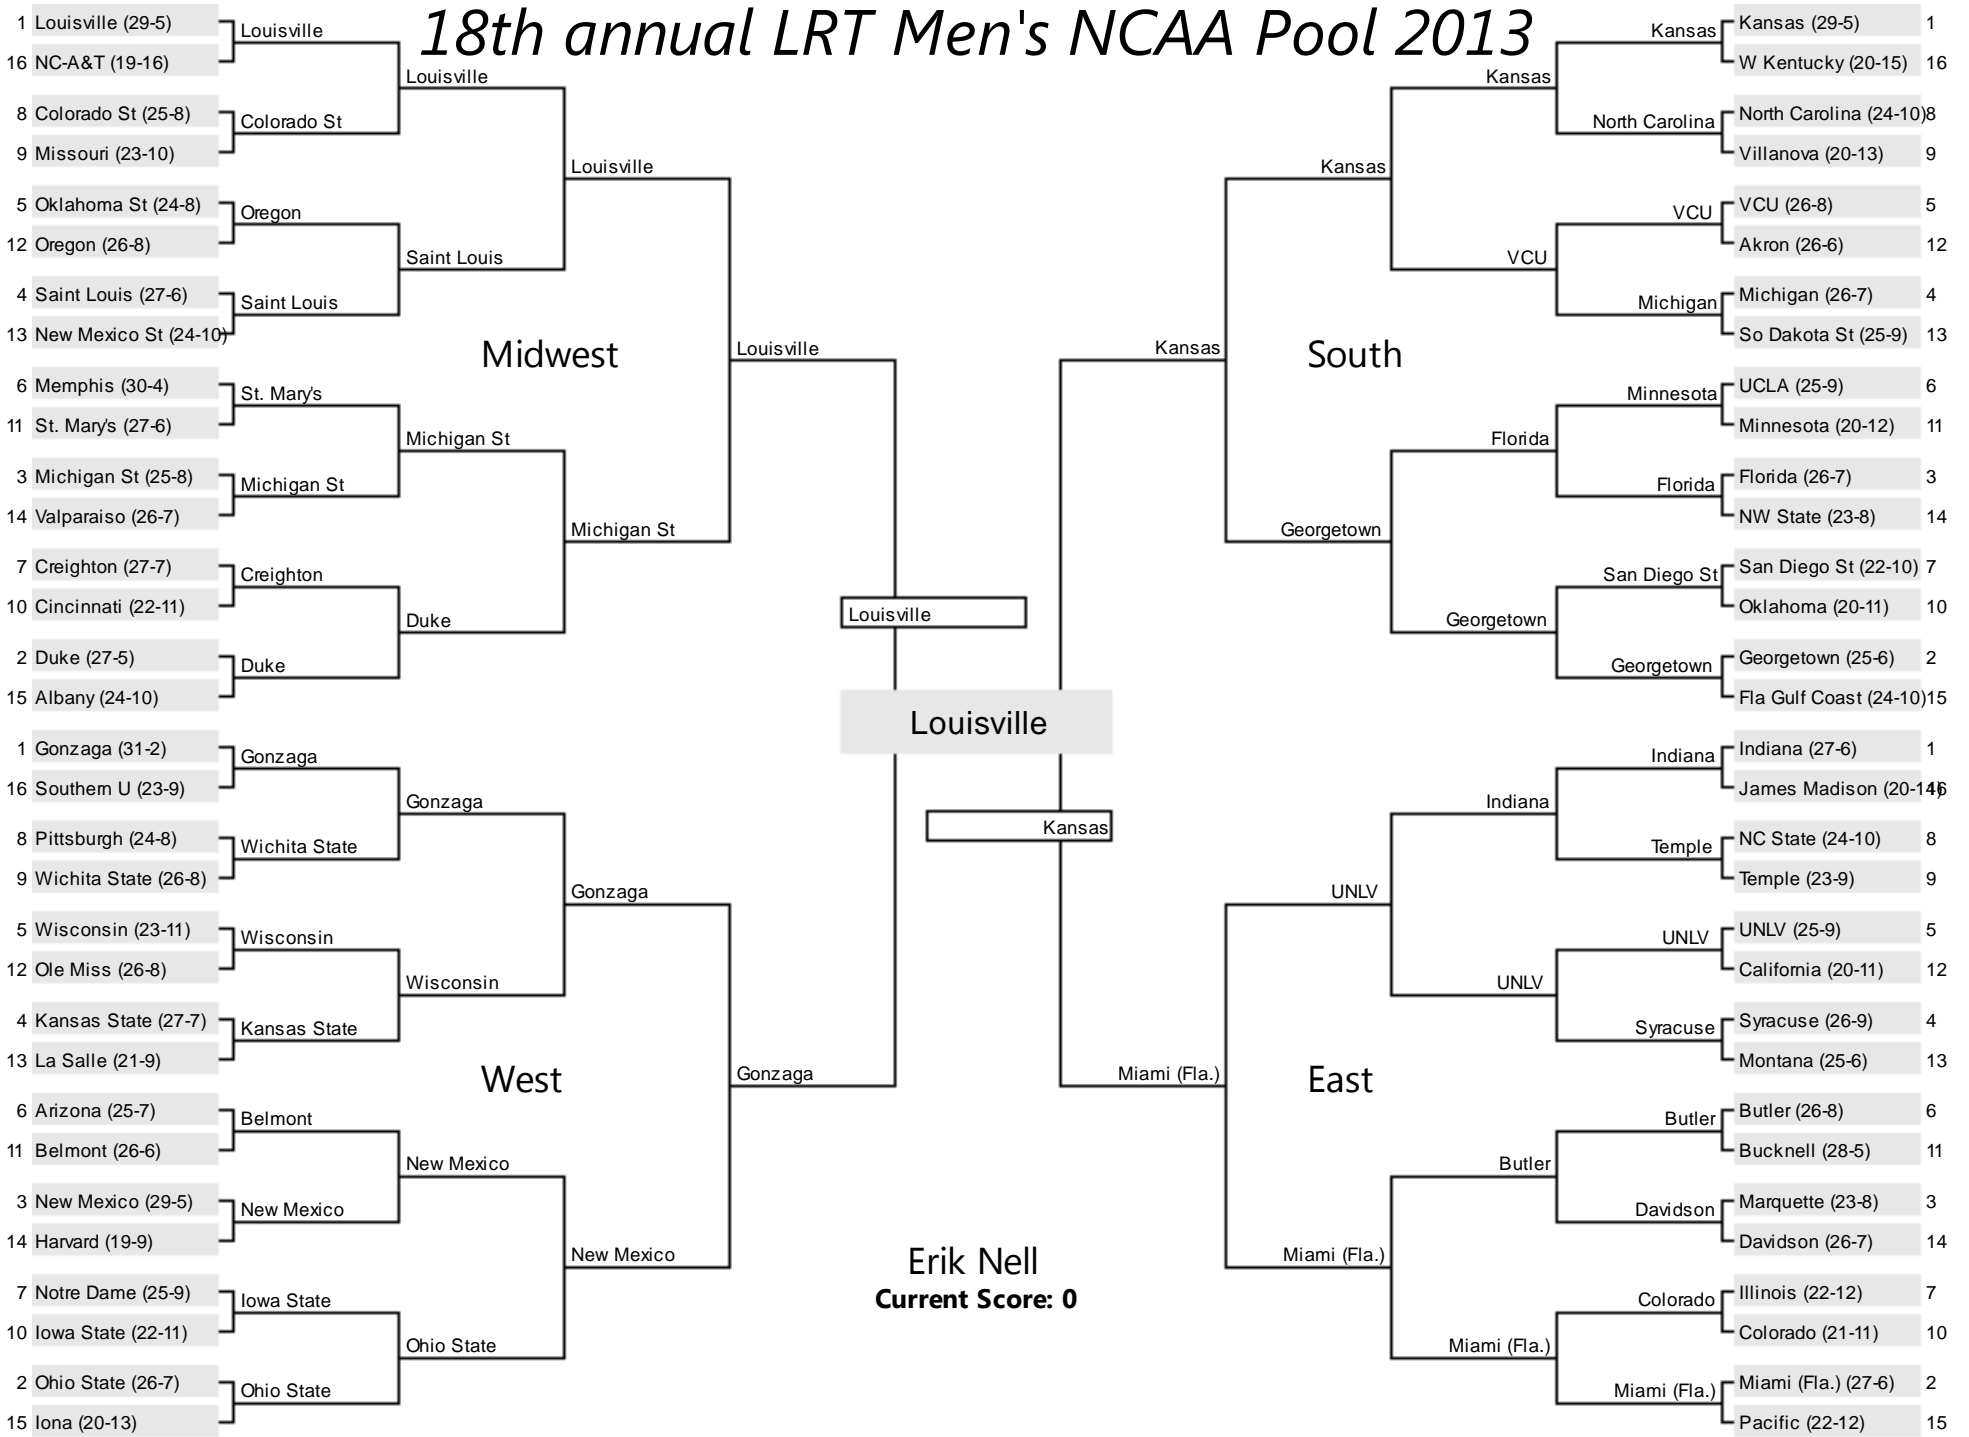 18th annual LRT Men's NCAA Pool 2013
1 Louisville (29-5)
16 NC-A&T (19-16)
8 Colorado St (25-8)
9 Missouri (23-10)
5 Oklahoma St (24-8)
12 Oregon (26-8)
4 Saint Louis (27-6)
13 New Mexico St (24-10)
6 Memphis (30-4)
11 St. Mary's (27-6)
3 Michigan St (25-8)
14 Valparaiso (26-7)
7 Creighton (27-7)
10 Cincinnati (22-11)
2 Duke (27-5)
15 Albany (24-10)
Louisville
Colorado St
Oregon
Saint Louis
St. Mary's
Michigan St
Creighton
Duke
Louisville
Saint Louis
Michigan St
Duke
Louisville
Michigan St
Louisville
Midwest
1 Gonzaga (31-2)
16 Southern U (23-9)
8 Pittsburgh (24-8)
9 Wichita State (26-8)
5 Wisconsin (23-11)
12 Ole Miss (26-8)
4 Kansas State (27-7)
13 La Salle (21-9)
6 Arizona (25-7)
11 Belmont (26-6)
3 New Mexico (29-5)
14 Harvard (19-9)
7 Notre Dame (25-9)
10 Iowa State (22-11)
2 Ohio State (26-7)
15 Iona (20-13)
Gonzaga
Wichita State
Wisconsin
Kansas State
Belmont
New Mexico
Iowa State
Ohio State
Gonzaga
Wisconsin
New Mexico
Ohio State
Gonzaga
New Mexico
Gonzaga
West
Louisville
Louisville
Kansas
Erik Nell
Current Score: 0
Kansas (29-5) 1
W Kentucky (20-15) 16
North Carolina (24-10) 8
Villanova (20-13) 9
VCU (26-8) 5
Akron (26-6) 12
Michigan (26-7) 4
So Dakota St (25-9) 13
UCLA (25-9) 6
Minnesota (20-12) 11
Florida (26-7) 3
NW State (23-8) 14
San Diego St (22-10) 7
Oklahoma (20-11) 10
Georgetown (25-6) 2
Fla Gulf Coast (24-10) 15
Kansas
North Carolina
VCU
Michigan
Minnesota
Florida
San Diego St
Georgetown
Kansas
VCU
Florida
Georgetown
Kansas
Georgetown
Kansas
South
Indiana (27-6) 1
James Madison (20-14) 16
NC State (24-10) 8
Temple (23-9) 9
UNLV (25-9) 5
California (20-11) 12
Syracuse (26-9) 4
Montana (25-6) 13
Butler (26-8) 6
Bucknell (28-5) 11
Marquette (23-8) 3
Davidson (26-7) 14
Illinois (22-12) 7
Colorado (21-11) 10
Miami (Fla.) (27-6) 2
Pacific (22-12) 15
Indiana
Temple
UNLV
Syracuse
Butler
Davidson
Colorado
Miami (Fla.)
Indiana
UNLV
Butler
Miami (Fla.)
UNLV
Miami (Fla.)
Miami (Fla.)
East